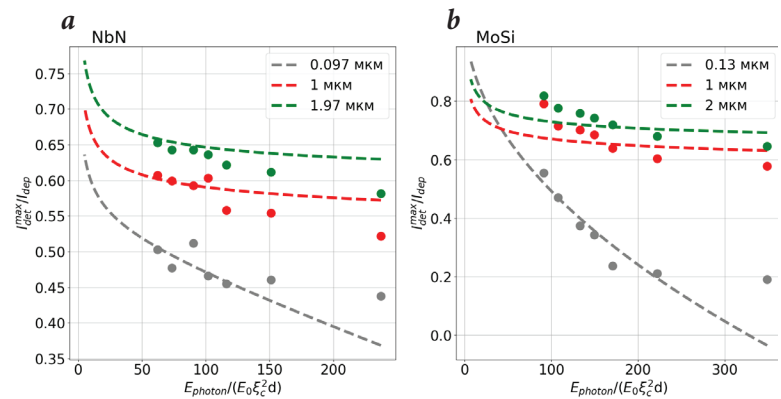 a
NbN
0.097 мкм
1 мкм
1.97 мкм
I_det^max/I_dep
0.75
0.70
0.65
0.60
0.55
0.50
0.45
0.40
0.35
0
50
100
150
200
E_photon/(E_0ξ_c^2d)
b
MoSi
0.13 мкм
1 мкм
2 мкм
I_det^max/I_dep
0.8
0.6
0.4
0.2
0.0
0
100
200
300
E_photon/(E_0ξ_c^2d)